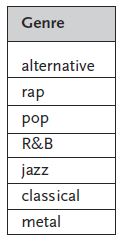 Genre
alternative
rap
pop
R&B
jazz
classical
metal